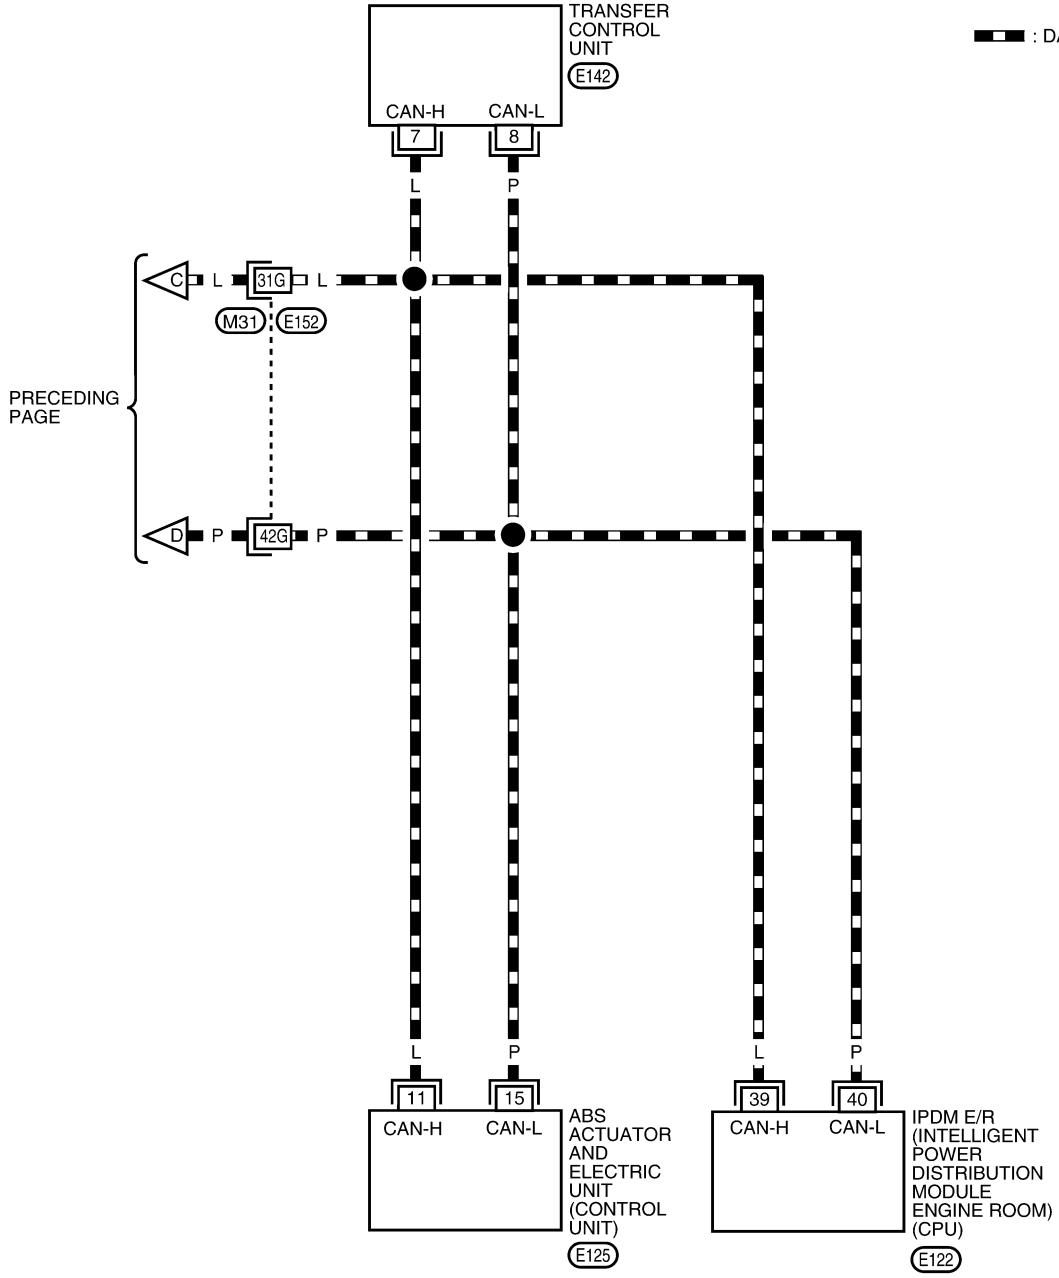 TRANSFER
CONTROL
UNIT
E142
: DA
CAN-H
CAN-L
7
8
L
P
C
L
31G
L
M31
E152
PRECEDING
PAGE
D
P
42G
P
L
P
L
P
11
15
39
40
CAN-H
CAN-L
CAN-H
CAN-L
ABS
ACTUATOR
AND
ELECTRIC
UNIT
(CONTROL
UNIT)
E125
IPDM E/R
(INTELLIGENT
POWER
DISTRIBUTION
MODULE
ENGINE ROOM)
(CPU)
E122